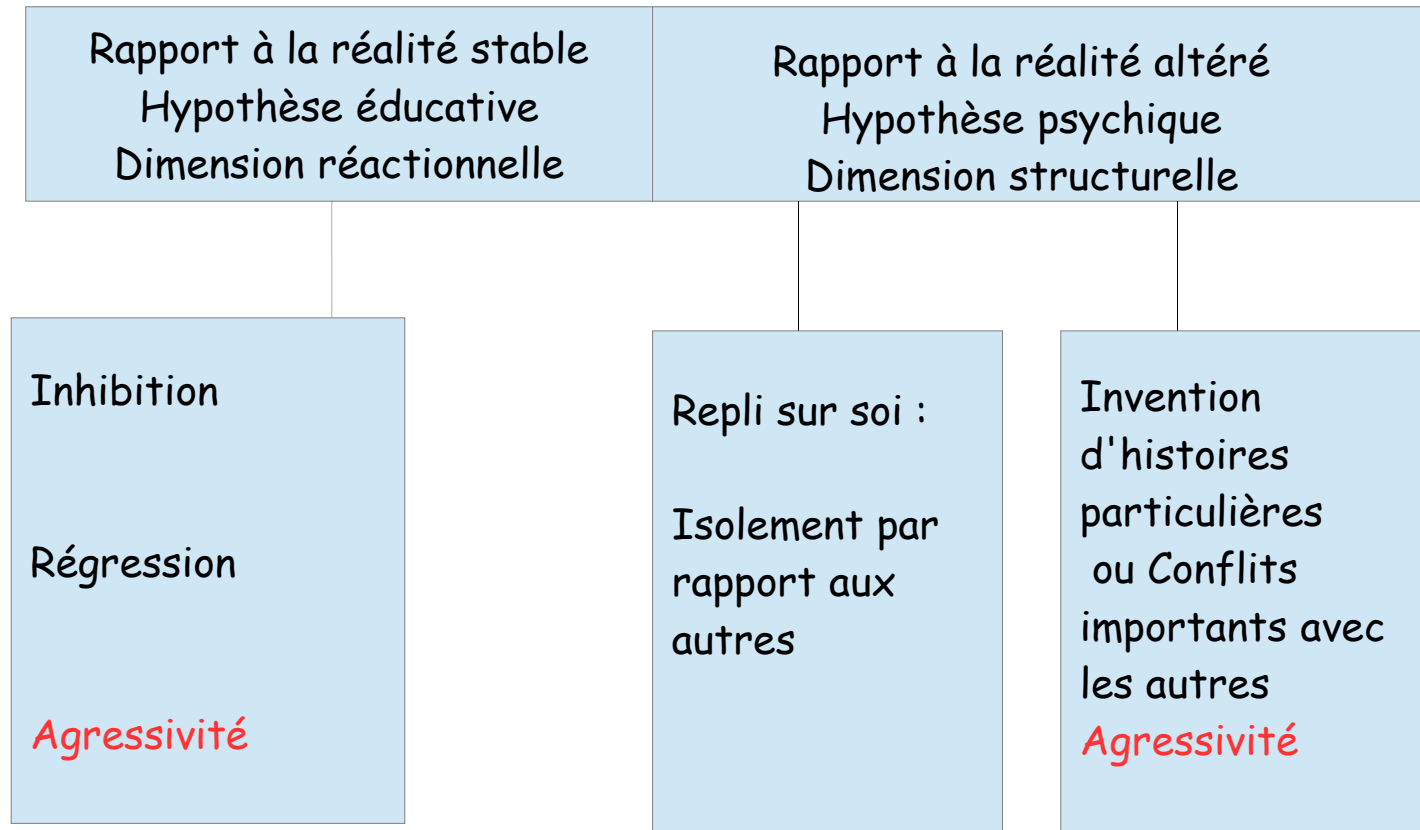 Rapport à la réalité stable
Hypothèse éducative
Dimension réactionnelle
Rapport à la réalité altéré
Hypothèse psychique
Dimension structurelle
Inhibition
Régression
Agressivité
Repli sur soi :
Isolement par
rapport aux
autres
Invention
d'histoires
particulières
ou Conflits
importants avec
les autres
Agressivité